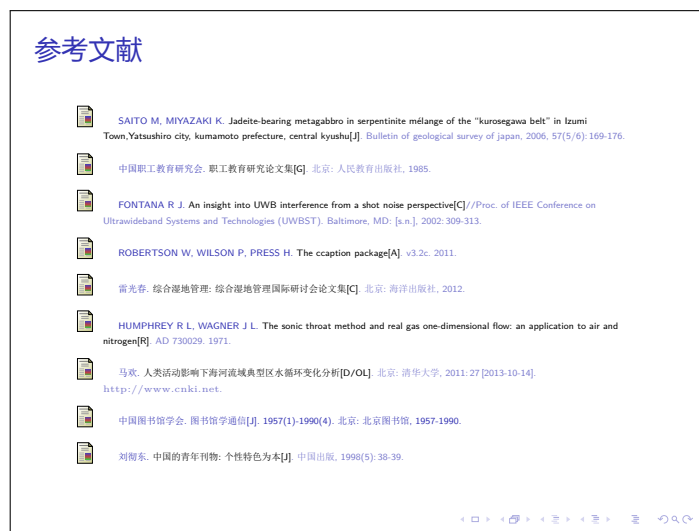 参考文献
SAITO M, MIYAZAKI K. Jadeite-bearing metagabbro in serpentinite mélange of the “kurosegawa belt” in Izumi
Town,Yatsushiro city, kumamoto prefecture, central kyushu[J]. Bulletin of geological survey of japan, 2006, 57(5/6): 169-176.
中国职工教育研究会. 职工教育研究论文集[G]. 北京: 人民教育出版社, 1985.
FONTANA R J. An insight into UWB interference from a shot noise perspective[C]//Proc. of IEEE Conference on
Ultrawideband Systems and Technologies (UWBST). Baltimore, MD: [s.n.], 2002: 309-313.
ROBERTSON W, WILSON P, PRESS H. The ccaption package[A]. v3.2c. 2011.
雷光春. 综合湿地管理: 综合湿地管理国际研讨会论文集[C]. 北京: 海洋出版社, 2012.
HUMPHREY R L, WAGNER J L. The sonic throat method and real gas one-dimensional flow: an application to air and
nitrogen[R]. AD 730029. 1971.
马欢. 人类活动影响下海河流域典型区水循环变化分析[D/OL]. 北京: 清华大学, 2011: 27 [2013-10-14].
http://www.cnki.net.
中国图书馆学会. 图书馆学通信[J]. 1957(1)-1990(4). 北京: 北京图书馆, 1957-1990.
刘彻东. 中国的青年刊物: 个性特色为本[J]. 中国出版, 1998(5): 38-39.